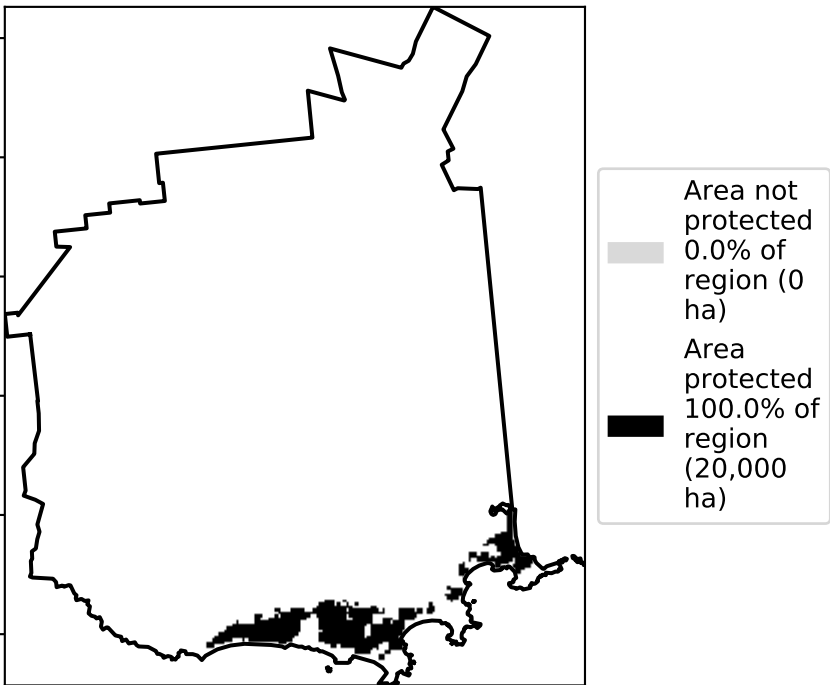 Area not
protected
0.0% of
region (0
ha)
Area
protected
100.0% of
region
(20,000
ha)